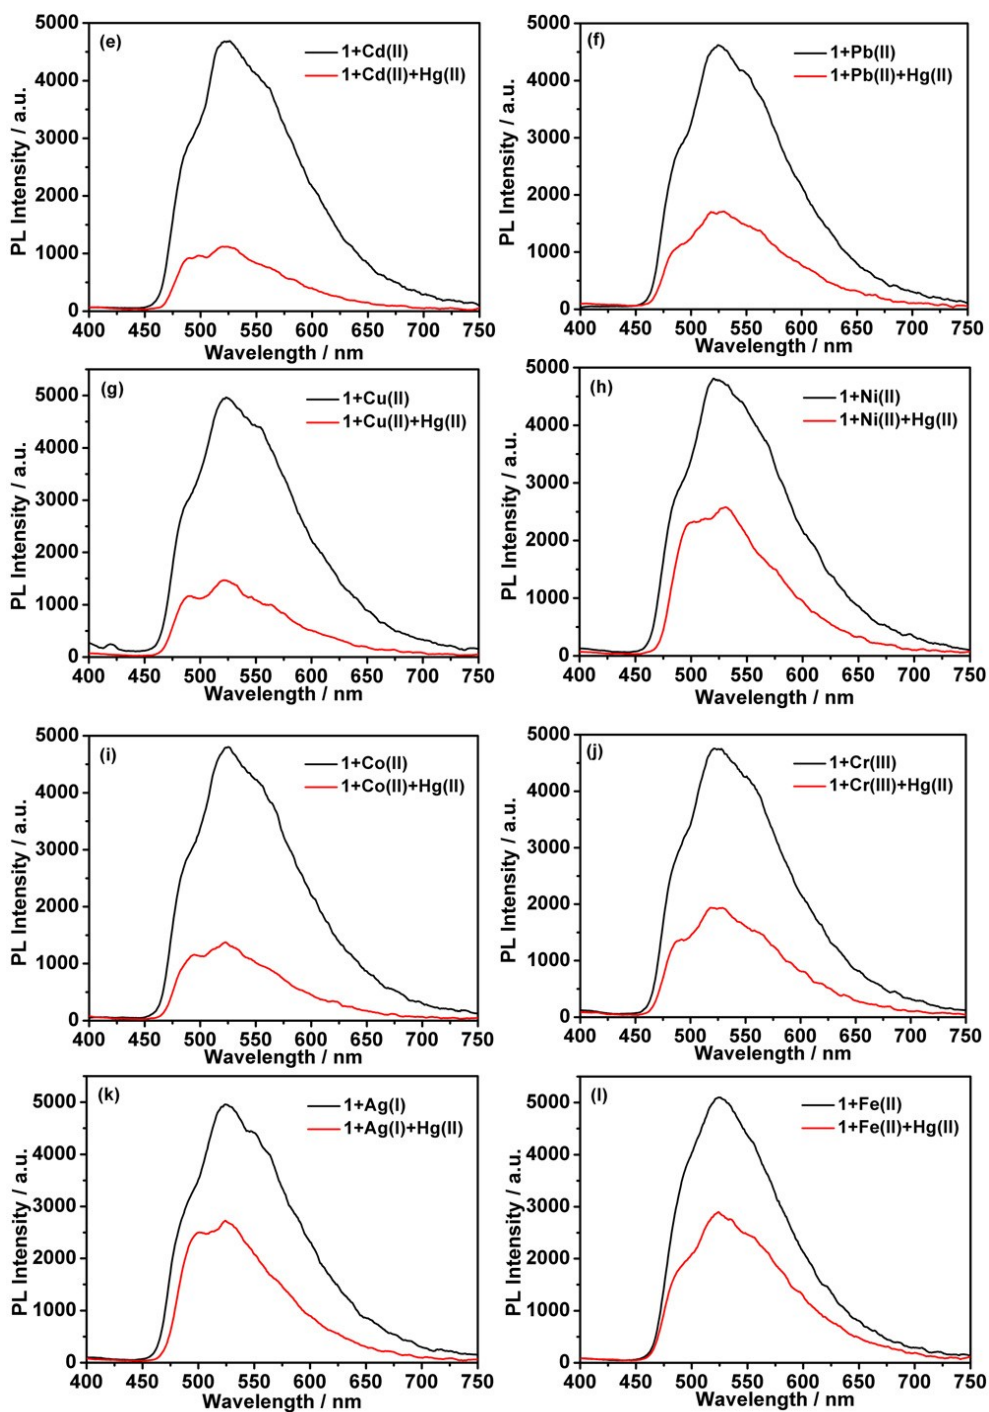 (e)
1+Cd(II)
1+Cd(II)+Hg(II)
PL Intensity / a.u.
5000
4000
3000
2000
1000
0
400 450 500 550 600 650 700 750
Wavelength / nm
(f)
1+Pb(II)
1+Pb(II)+Hg(II)
PL Intensity / a.u.
5000
4000
3000
2000
1000
0
400 450 500 550 600 650 700 750
Wavelength / nm
(g)
1+Cu(II)
1+Cu(II)+Hg(II)
PL Intensity / a.u.
5000
4000
3000
2000
1000
0
400 450 500 550 600 650 700 750
Wavelength / nm
(h)
1+Ni(II)
1+Ni(II)+Hg(II)
PL Intensity / a.u.
5000
4000
3000
2000
1000
0
400 450 500 550 600 650 700 750
Wavelength / nm
(i)
1+Co(II)
1+Co(II)+Hg(II)
PL Intensity / a.u.
5000
4000
3000
2000
1000
0
400 450 500 550 600 650 700 750
Wavelength / nm
(j)
1+Cr(III)
1+Cr(III)+Hg(II)
PL Intensity / a.u.
5000
4000
3000
2000
1000
0
400 450 500 550 600 650 700 750
Wavelength / nm
(k)
1+Ag(I)
1+Ag(I)+Hg(II)
PL Intensity / a.u.
5000
4000
3000
2000
1000
0
400 450 500 550 600 650 700 750
Wavelength / nm
(l)
1+Fe(II)
1+Fe(II)+Hg(II)
PL Intensity / a.u.
5000
4000
3000
2000
1000
0
400 450 500 550 600 650 700 750
Wavelength / nm